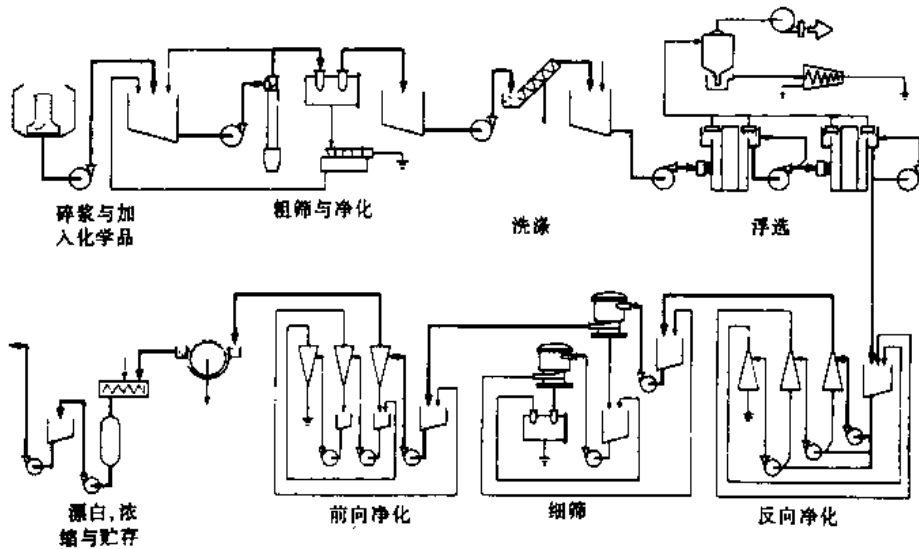 碎浆与加
入化学品
粗筛与净化
洗涤
浮选
漂白,浓
缩与贮存
前向净化
细筛
反向净化